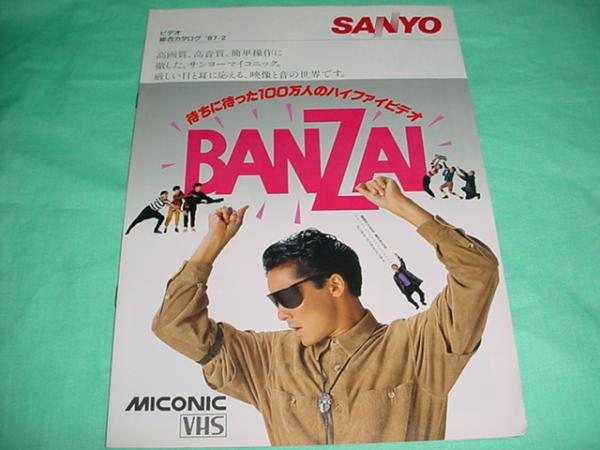 ビデオ
総合カタログ '87-2
SANYO
高画質、高音質、簡単操作に
徹した、サンヨーマイコニック。
厳しい目と耳に応える、映像と音の世界です。
待ちに待った100万人のハイファイビデオ
BANZAI
MICONIC
VHS